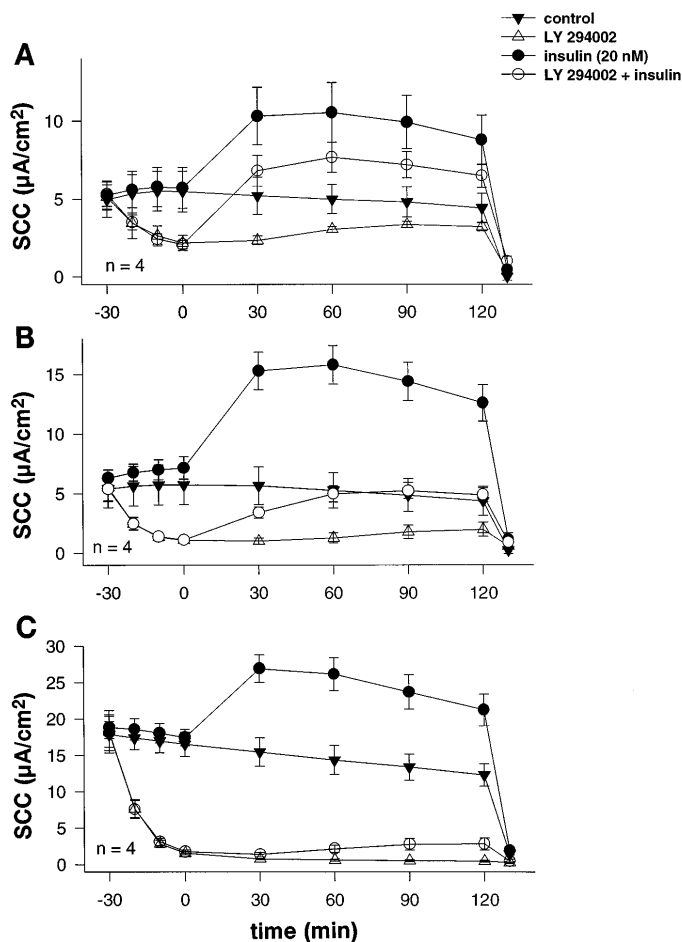 control
LY 294002
insulin (20 nM)
LY 294002 + insulin
A
SCC (µA/cm²)
10
5
0
n = 4
-30 0 30 60 90 120
B
SCC (µA/cm²)
15
10
5
0
n = 4
-30 0 30 60 90 120
C
SCC (µA/cm²)
30
25
20
15
10
5
0
n = 4
-30 0 30 60 90 120
time (min)